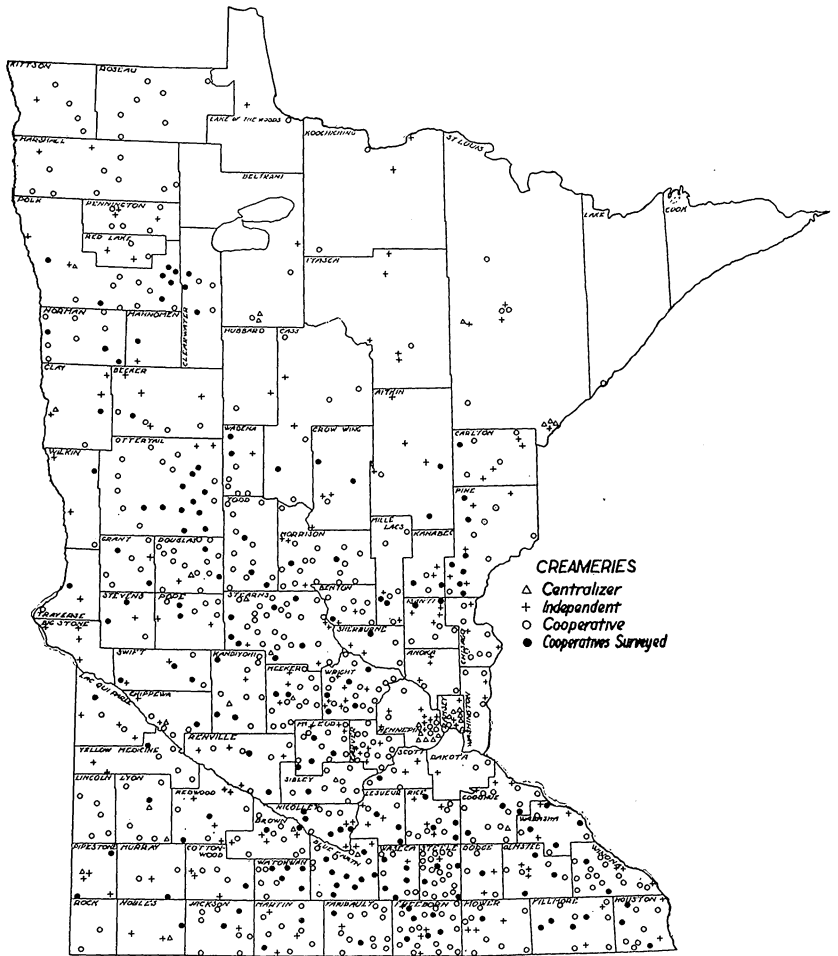 KITTSON
ROSEAU
LAKE OF THE WOODS
KOOCHICHING
ST LOUIS
MARSHALL
BELTRAMI
POLK
PENNINGTON
LAKE
COOK
RED LAKE
ITASCA
NORMAN
MAHNOMEN
CLEARWATER
HUBBARD
CASS
CLAY
BECKER
AITKIN
WADENA
CROW WING
CARLTON
OTTERTAIL
WILKIN
PINE
TODD
MILLE
LACS
KANABEC
GRANT
DOUGLAS
MORRISON
CREAMERIES
BENTON
Centralizer
STEVENS
POPE
STEARNS
ISANTI
Independent
TRAVERSE
Cooperative
BIG STONE
SHERBURNE
CHISAGO
Cooperatives Surveyed
SWIFT
KANDIYOHI
ANOKA
MEEKER
WRIGHT
LAC QUI PARLE
CHIPPEWA
HENNEPIN
RAMSEY
WASHINGTON
RENVILLE
McLEOD
CARVER
YELLOW MEDICINE
SCOTT
DAKOTA
LINCOLN
LYON
SIBLEY
REDWOOD
LESUEUR
RICE
GOODHUE
NICOLLET
BROWN
WABASHA
PIPESTONE
MURRAY
COTTON-
WOOD
BLUE EARTH
WASECA
STEELE
DODGE
OLMSTED
WINONA
WATONWAN
ROCK
NOBLES
JACKSON
MARTIN
FARIBAULT
FREEBORN
MOWER
FILLMORE
HOUSTON